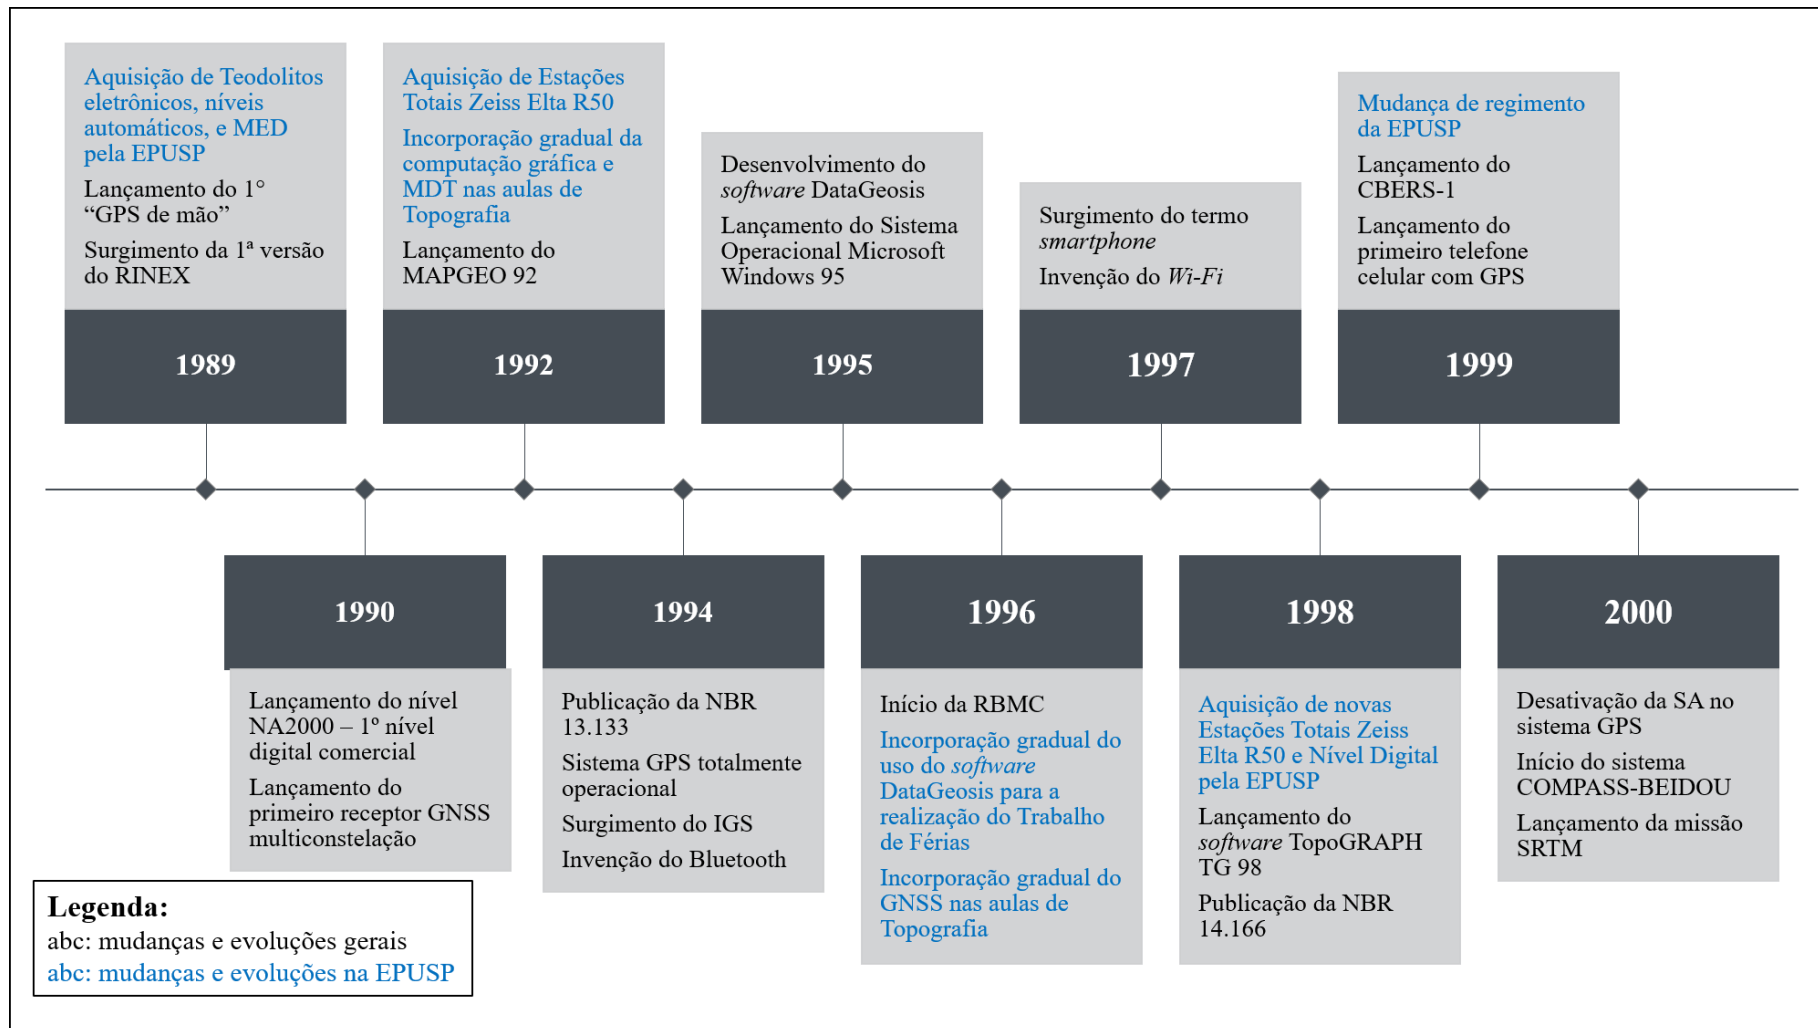 Aquisição de Teodolitos
eletrônicos, níveis
automáticos, e MED
pela EPUSP
Lançamento do 1°
“GPS de mão”
Surgimento da 1ª versão
do RINEX
1989
Aquisição de Estações
Totais Zeiss Elta R50
Incorporação gradual da
computação gráfica e
MDT nas aulas de
Topografia
Lançamento do
MAPGEO 92
1992
Desenvolvimento do
software DataGeosis
Lançamento do Sistema
Operacional Microsoft
Windows 95
1995
Surgimento do termo
smartphone
Invenção do Wi-Fi
1997
Mudança de regimento
da EPUSP
Lançamento do
CBERS-1
Lançamento do
primeiro telefone
celular com GPS
1999
1990
Lançamento do nível
NA2000 – 1º nível
digital comercial
Lançamento do
primeiro receptor GNSS
multiconstelação
1994
Publicação da NBR
13.133
Sistema GPS totalmente
operacional
Surgimento do IGS
Invenção do Bluetooth
1996
Início da RBMC
Incorporação gradual do
uso do software
DataGeosis para a
realização do Trabalho
de Férias
Incorporação gradual do
GNSS nas aulas de
Topografia
1998
Aquisição de novas
Estações Totais Zeiss
Elta R50 e Nível Digital
pela EPUSP
Lançamento do
software TopoGRAPH
TG 98
Publicação da NBR
14.166
2000
Desativação da SA no
sistema GPS
Início do sistema
COMPASS-BEIDOU
Lançamento da missão
SRTM
Legenda:
abc: mudanças e evoluções gerais
abc: mudanças e evoluções na EPUSP